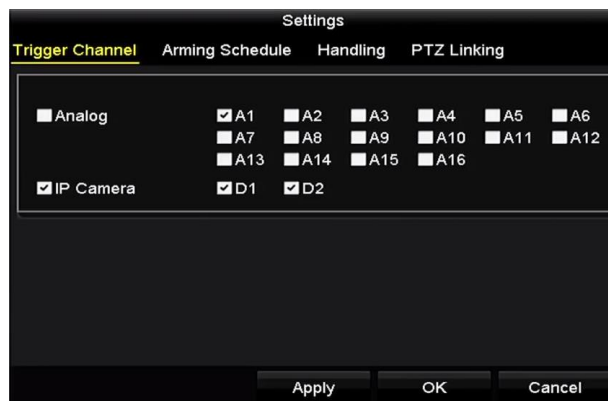 Settings
Trigger Channel Arming Schedule Handling PTZ Linking
Analog A1 A2 A3 A4 A5 A6
A7 A8 A9 A10 A11 A12
A13 A14 A15 A16
IP Camera D1 D2
Apply OK Cancel